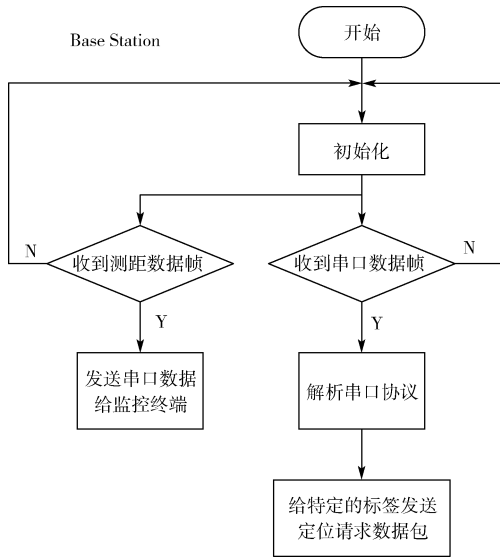 开始
Base Station
初始化
N
收到测距数据帧
收到串口数据帧
N
Y
Y
发送串口数据
给监控终端
解析串口协议
给特定的标签发送
定位请求数据包